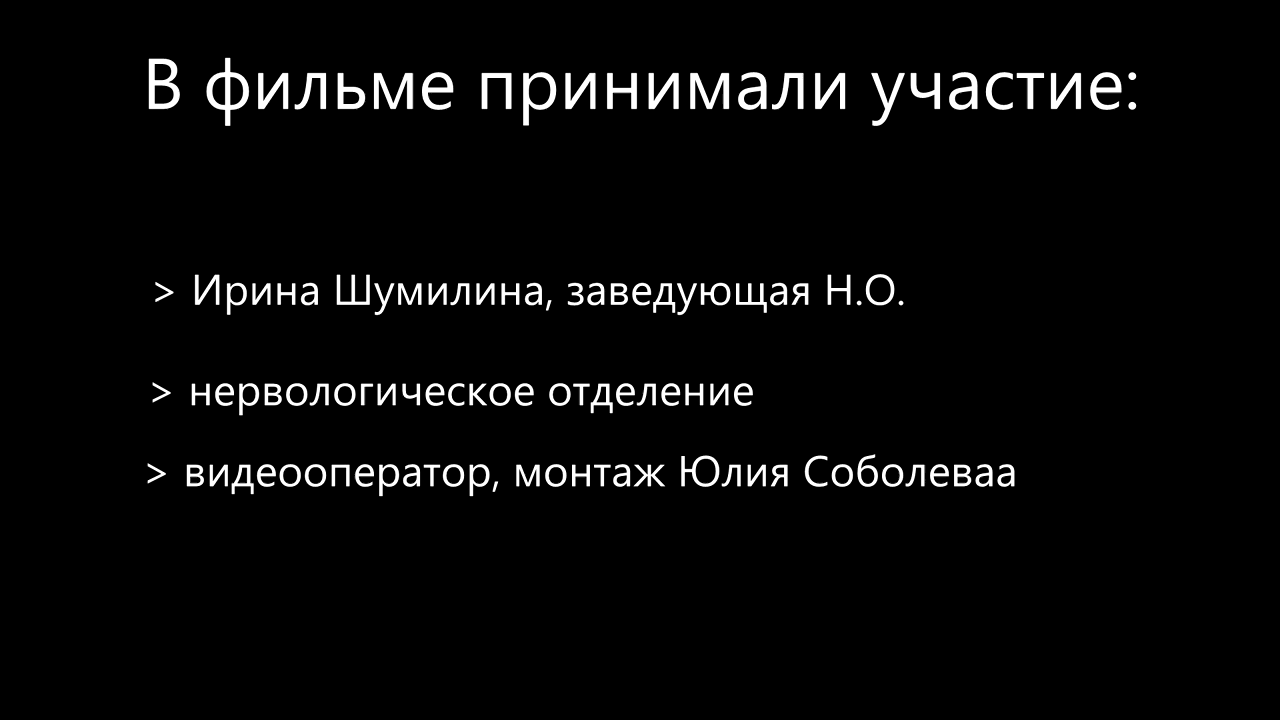 В фильме принимали участие:
> Ирина Шумилина, заведующая Н.О.
> нервологическое отделение
> видеооператор, монтаж Юлия Соболеваа